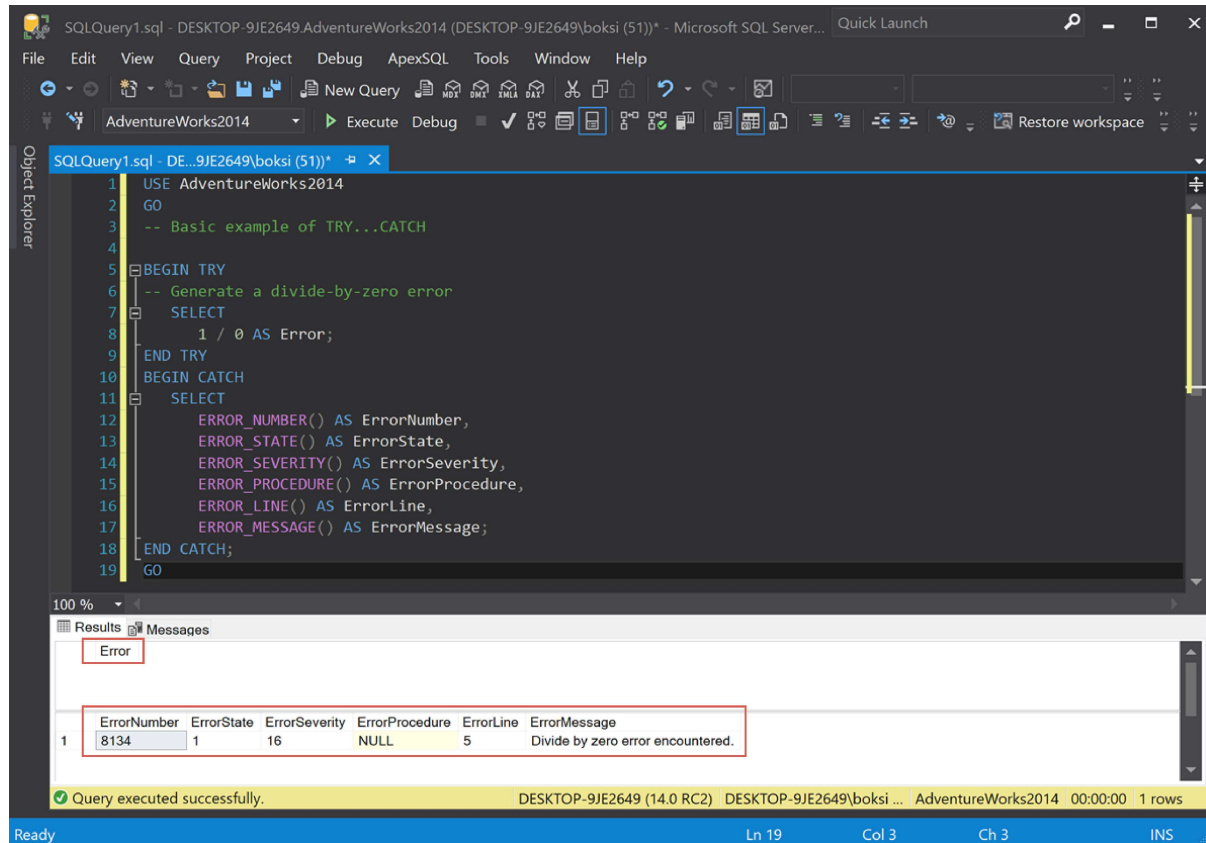 SQLQuery1.sql - DESKTOP-9JE2649.AdventureWorks2014 (DESKTOP-9JE2649\boksi (51))* - Microsoft SQL Server... Quick Launch
File Edit View Query Project Debug ApexSQL Tools Window Help
New Query MDX DMX XMLA DAX
AdventureWorks2014 Execute Debug Restore workspace
Object Explorer
SQLQuery1.sql - DE...9JE2649\boksi (51))*
1 USE AdventureWorks2014
2 GO
3 -- Basic example of TRY...CATCH
4
5 BEGIN TRY
6 -- Generate a divide-by-zero error
7 SELECT
8 1 / 0 AS Error;
9 END TRY
10 BEGIN CATCH
11 SELECT
12 ERROR_NUMBER() AS ErrorNumber,
13 ERROR_STATE() AS ErrorState,
14 ERROR_SEVERITY() AS ErrorSeverity,
15 ERROR_PROCEDURE() AS ErrorProcedure,
16 ERROR_LINE() AS ErrorLine,
17 ERROR_MESSAGE() AS ErrorMessage;
18 END CATCH;
19 GO
100 %
Results Messages
Error
ErrorNumber ErrorState ErrorSeverity ErrorProcedure ErrorLine ErrorMessage
1 8134 1 16 NULL 5 Divide by zero error encountered.
Query executed successfully. DESKTOP-9JE2649 (14.0 RC2) DESKTOP-9JE2649\boksi ... AdventureWorks2014 00:00:00 1 rows
Ready Ln 19 Col 3 Ch 3 INS